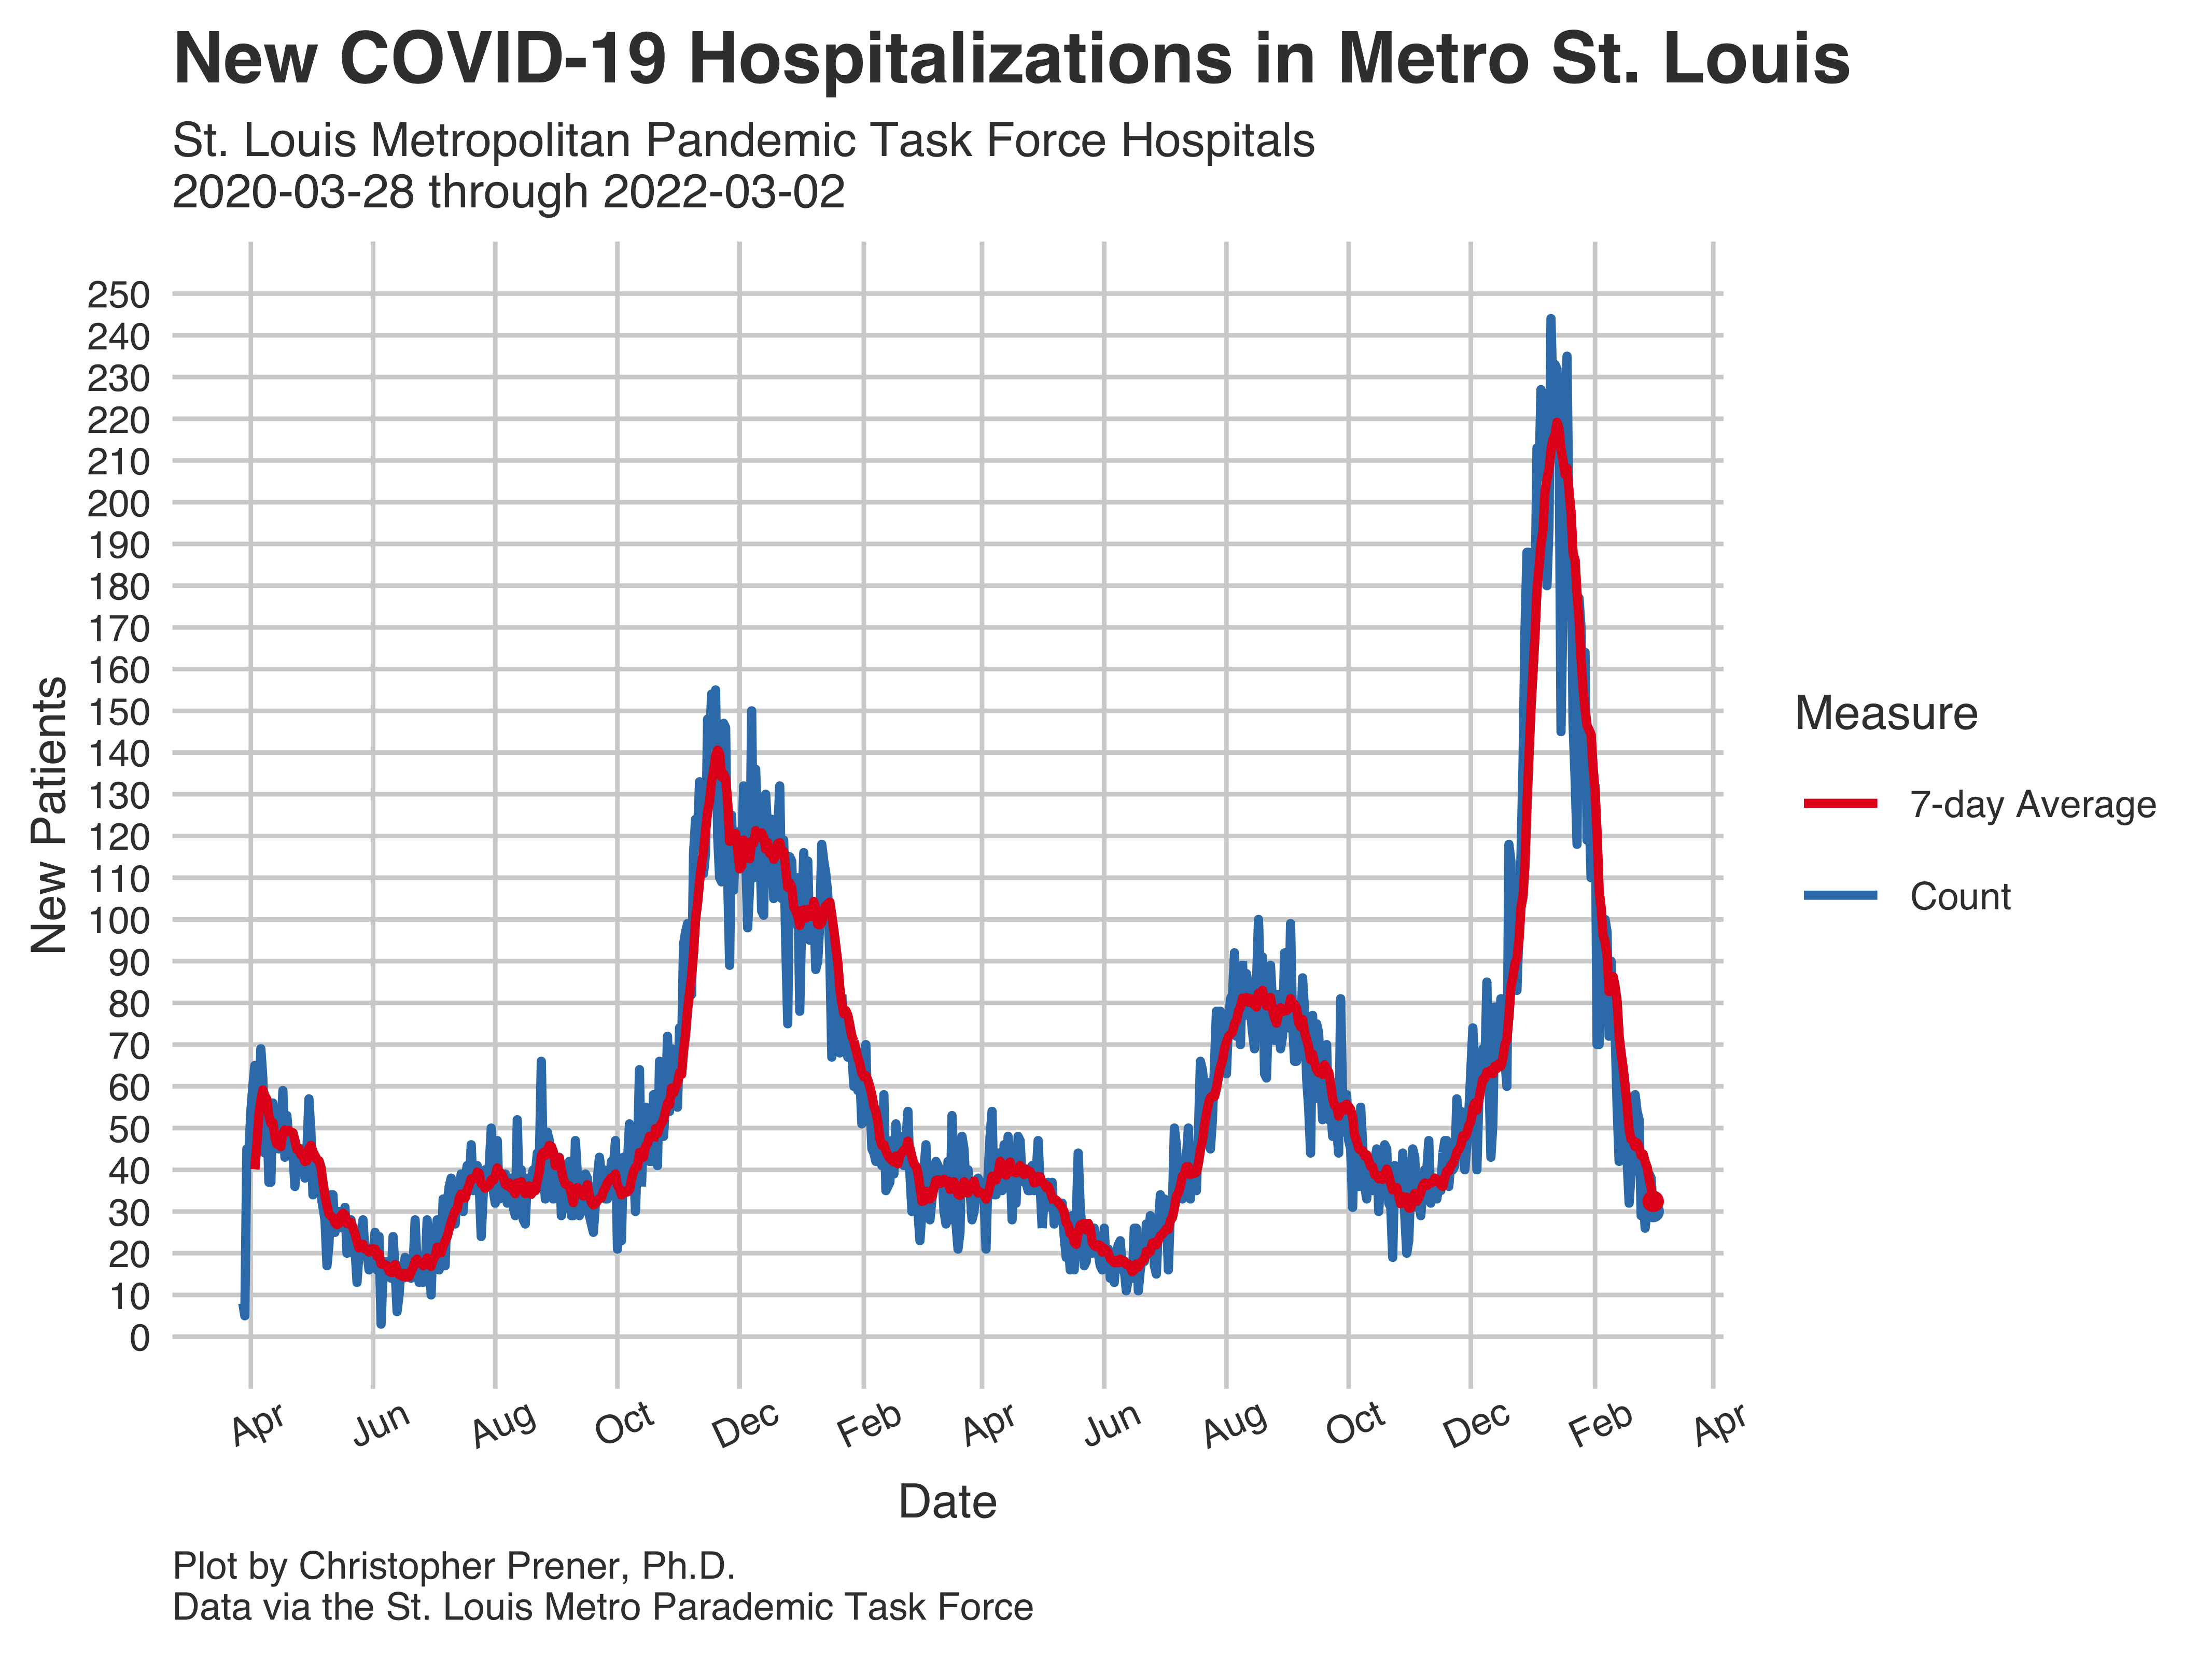 New COVID-19 Hospitalizations in Metro St. Louis
St. Louis Metropolitan Pandemic Task Force Hospitals
2020-03-28 through 2022-03-02
250
240
230
220
210
200
190
180
170
160
150
140
130
120
110
100
90
80
70
60
50
40
30
20
10
0
New Patients
Measure
7-day Average
Count
Apr Jun Aug Oct Dec Feb Apr Jun Aug Oct Dec Feb Apr
Date
Plot by Christopher Prener, Ph.D.
Data via the St. Louis Metro Parademic Task Force